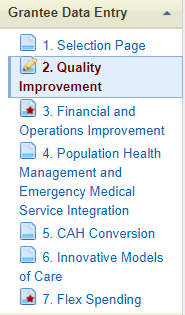 Grantee Data Entry
1. Selection Page
2. Quality
Improvement
3. Financial and
Operations Improvement
4. Population Health
Management and
Emergency Medical
Service Integration
5. CAH Conversion
6. Innovative Models
of Care
7. Flex Spending